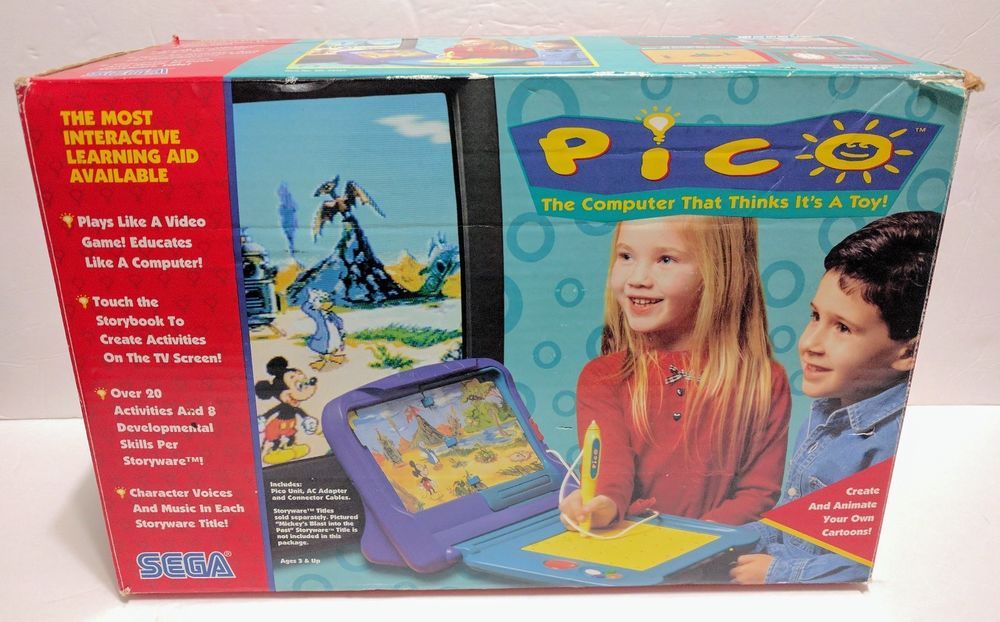 SEGA
THE MOST
INTERACTIVE
LEARNING AID
AVAILABLE
Plays Like A Video
Game! Educates
Like A Computer!
Touch the
Storybook To
Create Activities
On The TV Screen!
Over 20
Activities And 8
Developmental
Skills Per
Storyware™!
Character Voices
And Music In Each
Storyware Title!
SEGA®
Includes:
Pico Unit, AC Adapter
and Connector Cables.
Storyware™ Titles
sold separately. Pictured
"Mickey's Blast into the
Past" Storyware™ Title is
not included in this
package.
Ages 3 & Up
PICO™
The Computer That Thinks It's A Toy!
PICO
Create
And Animate
Your Own
Cartoons!